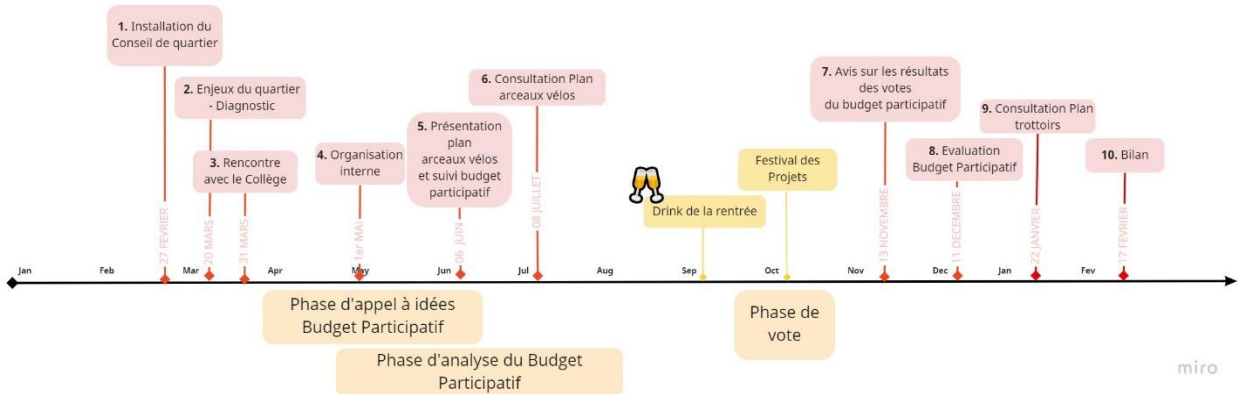 1. Installation du
Conseil de quartier
2. Enjeux du quartier
- Diagnostic
3. Rencontre
avec le Collège
4. Organisation
interne
5. Présentation
plan
arceaux vélos
et suivi budget
participatif
6. Consultation Plan
arceaux vélos
Drink de la rentrée
Festival des
Projets
7. Avis sur les résultats
des votes
du budget participatif
8. Evaluation
Budget Participatif
9. Consultation Plan
trottoirs
10. Bilan
27 FEVRIER
20 MARS
31 MARS
1er MAI
06 JUIN
08 JUILLET
13 NOVEMBRE
11 DECEMBRE
22 JANVIER
17 FEVRIER
Jan Feb Mar Apr May Jun Jul Aug Sep Oct Nov Dec Jan Fev
Phase d'appel à idées
Budget Participatif
Phase d'analyse du Budget
Participatif
Phase de
vote
miro